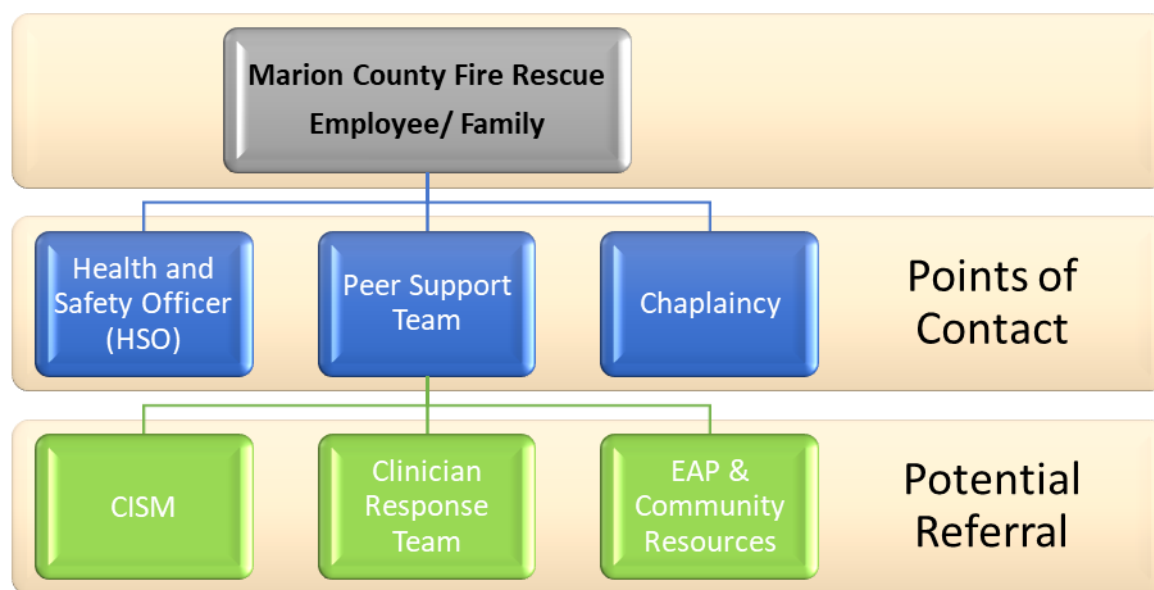 Marion County Fire Rescue
Employee/ Family
Health and
Safety Officer
(HSO)
Peer Support
Team
Chaplaincy
Points of
Contact
CISM
Clinician
Response
Team
EAP &
Community
Resources
Potential
Referral